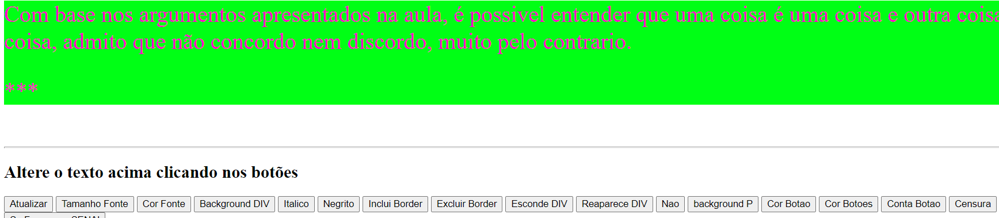 Com base nos argumentos apresentados na aula, é possivel entender que uma coisa é uma coisa e outra coisa
coisa, admito que não concordo nem discordo, muito pelo contrario.
***
Altere o texto acima clicando nos botões
Atualizar Tamanho Fonte Cor Fonte Background DIV Italico Negrito Inclui Border Excluir Border Esconde DIV Reaparece DIV Nao background P Cor Botao Cor Botoes Conta Botao Censura